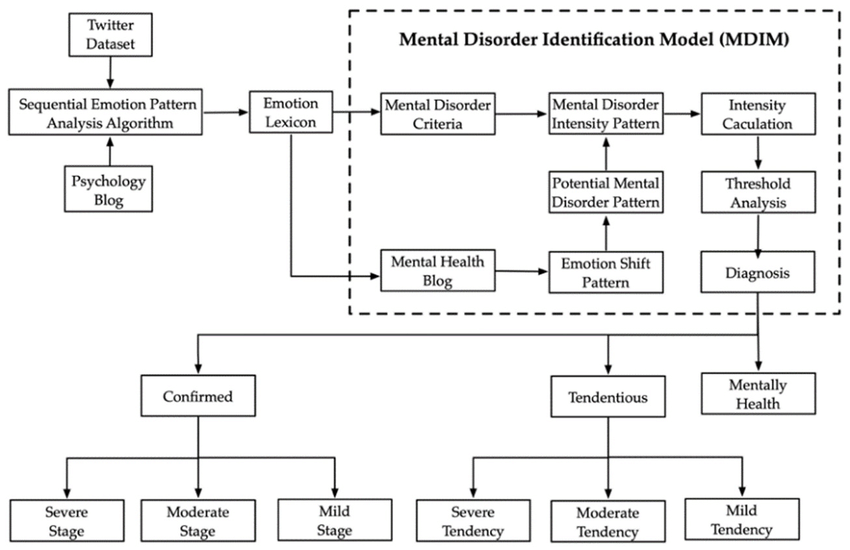 Twitter
Dataset
Mental Disorder Identification Model (MDIM)
Sequential Emotion Pattern
Analysis Algorithm
Emotion
Lexicon
Mental Disorder
Criteria
Mental Disorder
Intensity Pattern
Intensity
Caculation
Psychology
Blog
Potential Mental
Disorder Pattern
Threshold
Analysis
Mental Health
Blog
Emotion Shift
Pattern
Diagnosis
Confirmed
Tendentious
Mentally
Health
Severe
Stage
Moderate
Stage
Mild
Stage
Severe
Tendency
Moderate
Tendency
Mild
Tendency